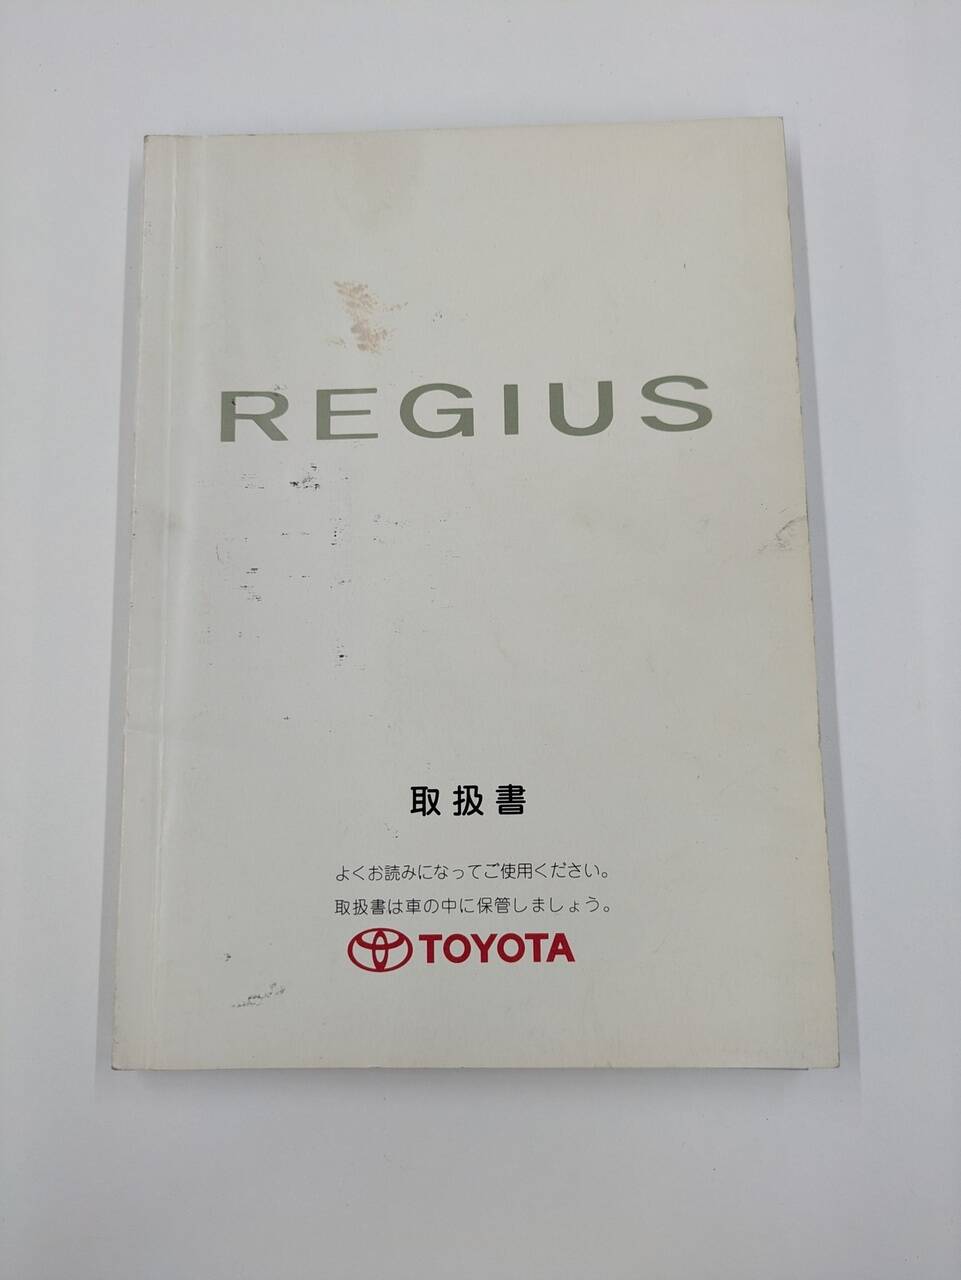 REGIUS
取扱書
よくお読みになってご使用ください。
取扱書は車の中に保管しましょう。
TOYOTA